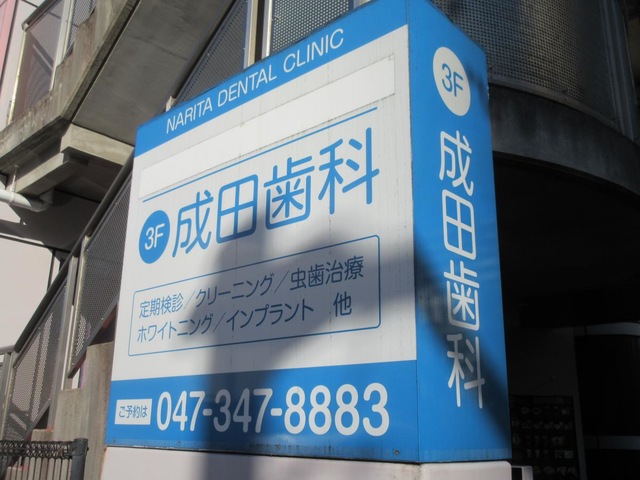 NARITA DENTAL CLINIC
3F 成田歯科
定期検診／クリーニング／虫歯治療
ホワイトニング／インプラント 他
ご予約は 047-347-8883
3F
成田歯科